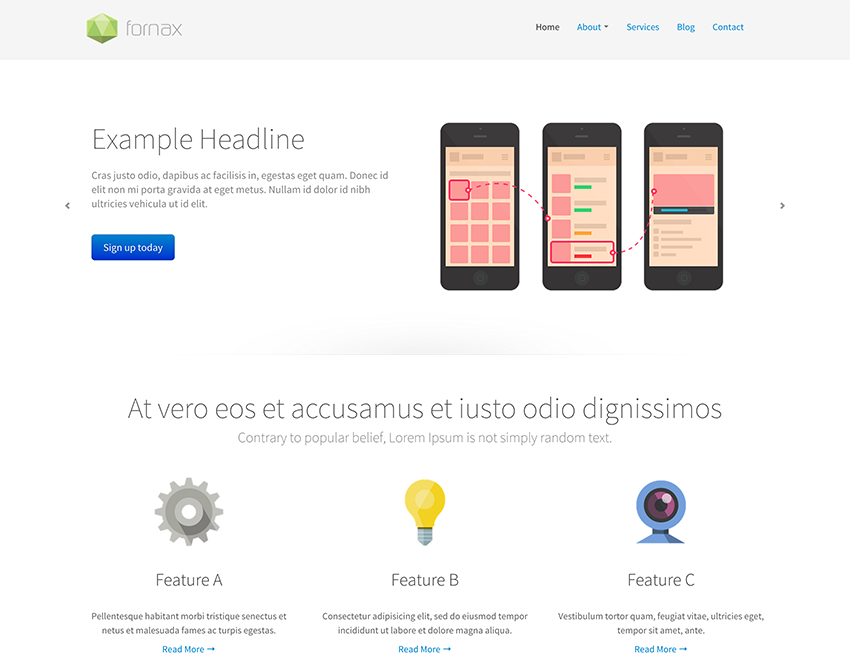 fornax
Home About Services Blog Contact
Example Headline
Cras justo odio, dapibus ac facilisis in, egestas eget quam. Donec id
elit non mi porta gravida at eget metus. Nullam id dolor id nibh
ultricies vehicula ut id elit.
Sign up today
At vero eos et accusamus et iusto odio dignissimos
Contrary to popular belief, Lorem Ipsum is not simply random text.
Feature A
Pellentesque habitant morbi tristique senectus et
netus et malesuada fames ac turpis egestas.
Read More →
Feature B
Consectetur adipisicing elit, sed do eiusmod tempor
incididunt ut labore et dolore magna aliqua.
Read More →
Feature C
Vestibulum tortor quam, feugiat vitae, ultricies eget,
tempor sit amet, ante.
Read More →